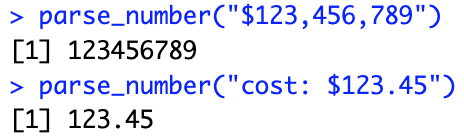 > parse_number("$123,456,789")
[1] 123456789
> parse_number("cost: $123.45")
[1] 123.45